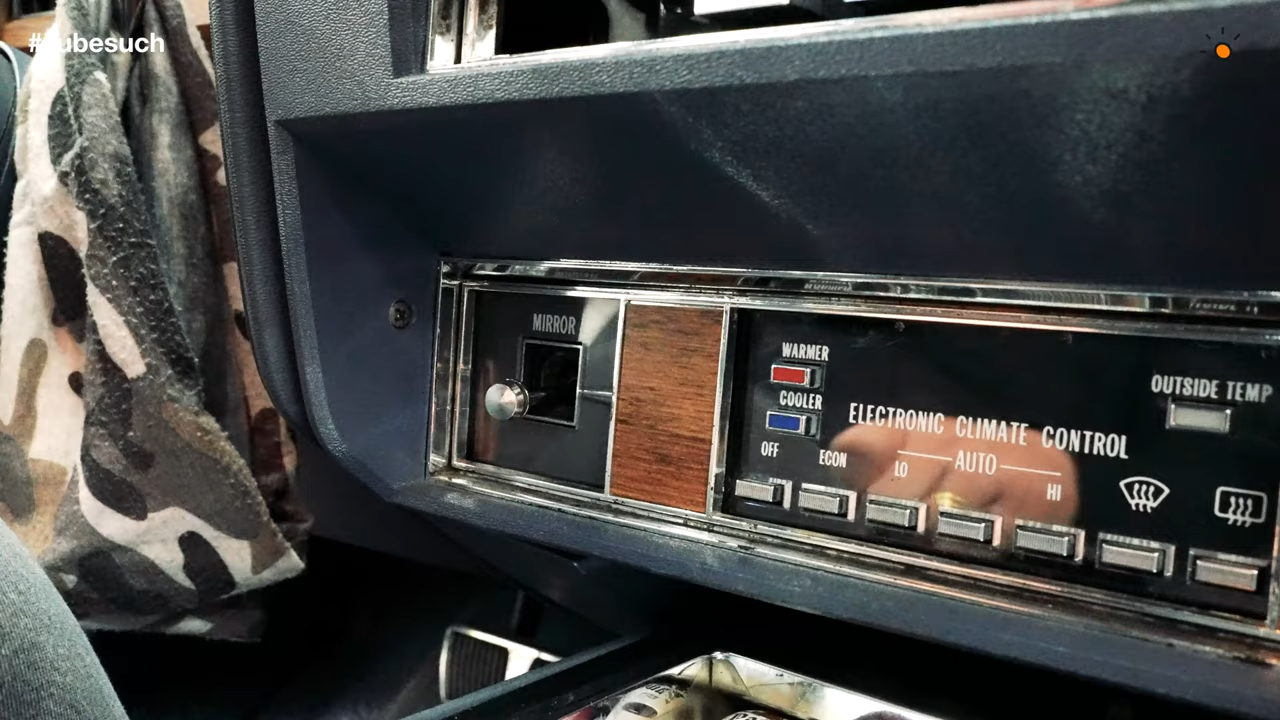 MIRROR
WARMER
COOLER
OFF
ECON
ELECTRONIC CLIMATE CONTROL
LO
AUTO
HI
OUTSIDE TEMP